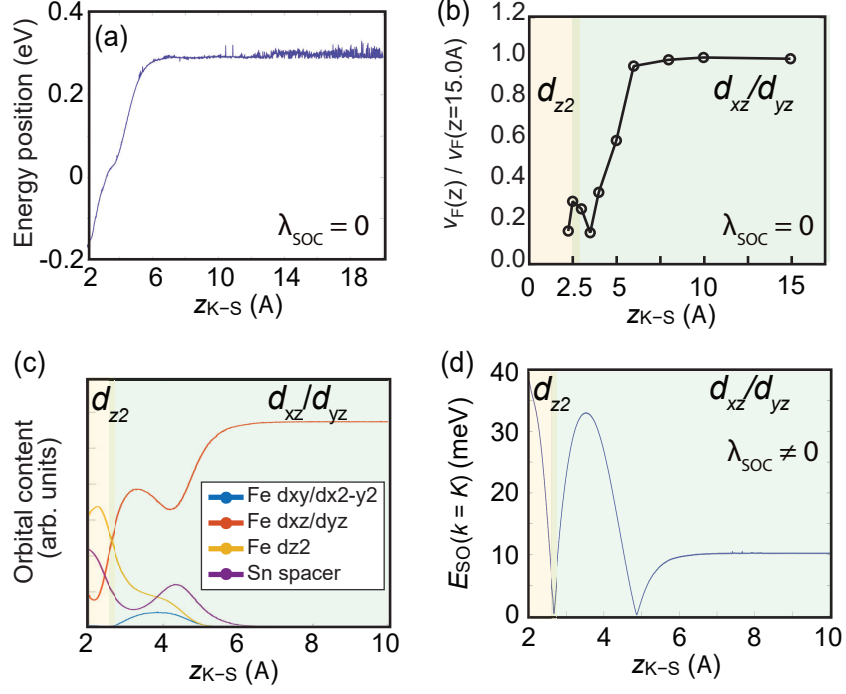 (a)
Energy position (eV)
0.4
0.2
0
-0.2
λSOC = 0
2 6 10 14 18
zK–S (A)
(b)
vF(z) / vF(z=15.0A)
1.2
1.0
0.8
0.6
0.4
0.2
0.0
dz2
dxz/dyz
λSOC = 0
0 2.5 5 10 15
zK–S (A)
(c)
Orbital content
(arb. units)
dz2
dxz/dyz
Fe dxy/dx2-y2
Fe dxz/dyz
Fe dz2
Sn spacer
2 4 6 8 10
zK–S (A)
(d)
ESO(k = K) (meV)
40
30
20
10
0
dz2
dxz/dyz
λSOC ≠ 0
2 4 6 8 10
zK–S (A)